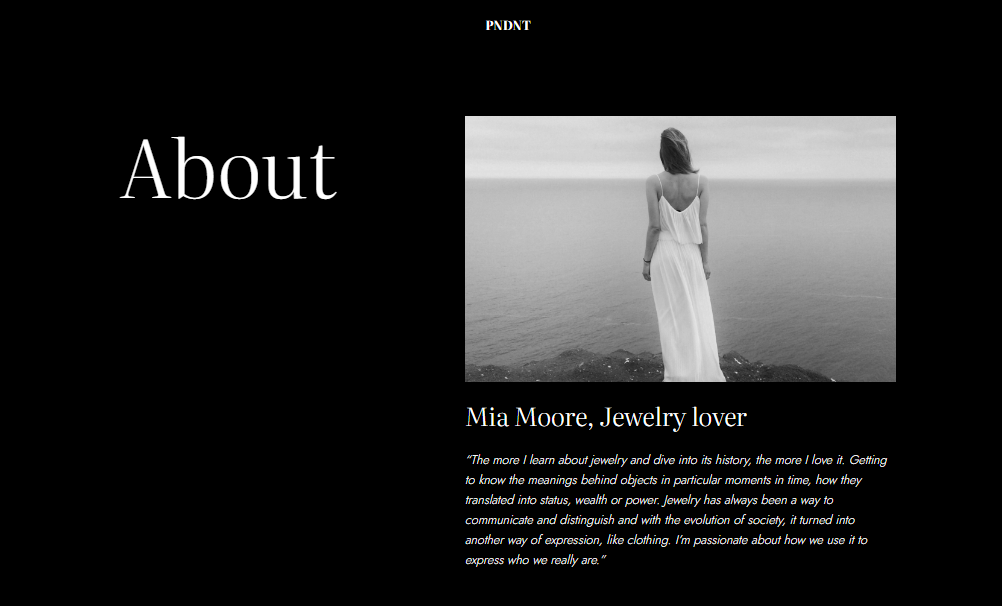 PNDNT
About
Mia Moore, Jewelry lover
“The more I learn about jewelry and dive into its history, the more I love it. Getting
to know the meanings behind objects in particular moments in time, how they
translated into status, wealth or power. Jewelry has always been a way to
communicate and distinguish and with the evolution of society, it turned into
another way of expression, like clothing. I’m passionate about how we use it to
express who we really are.”